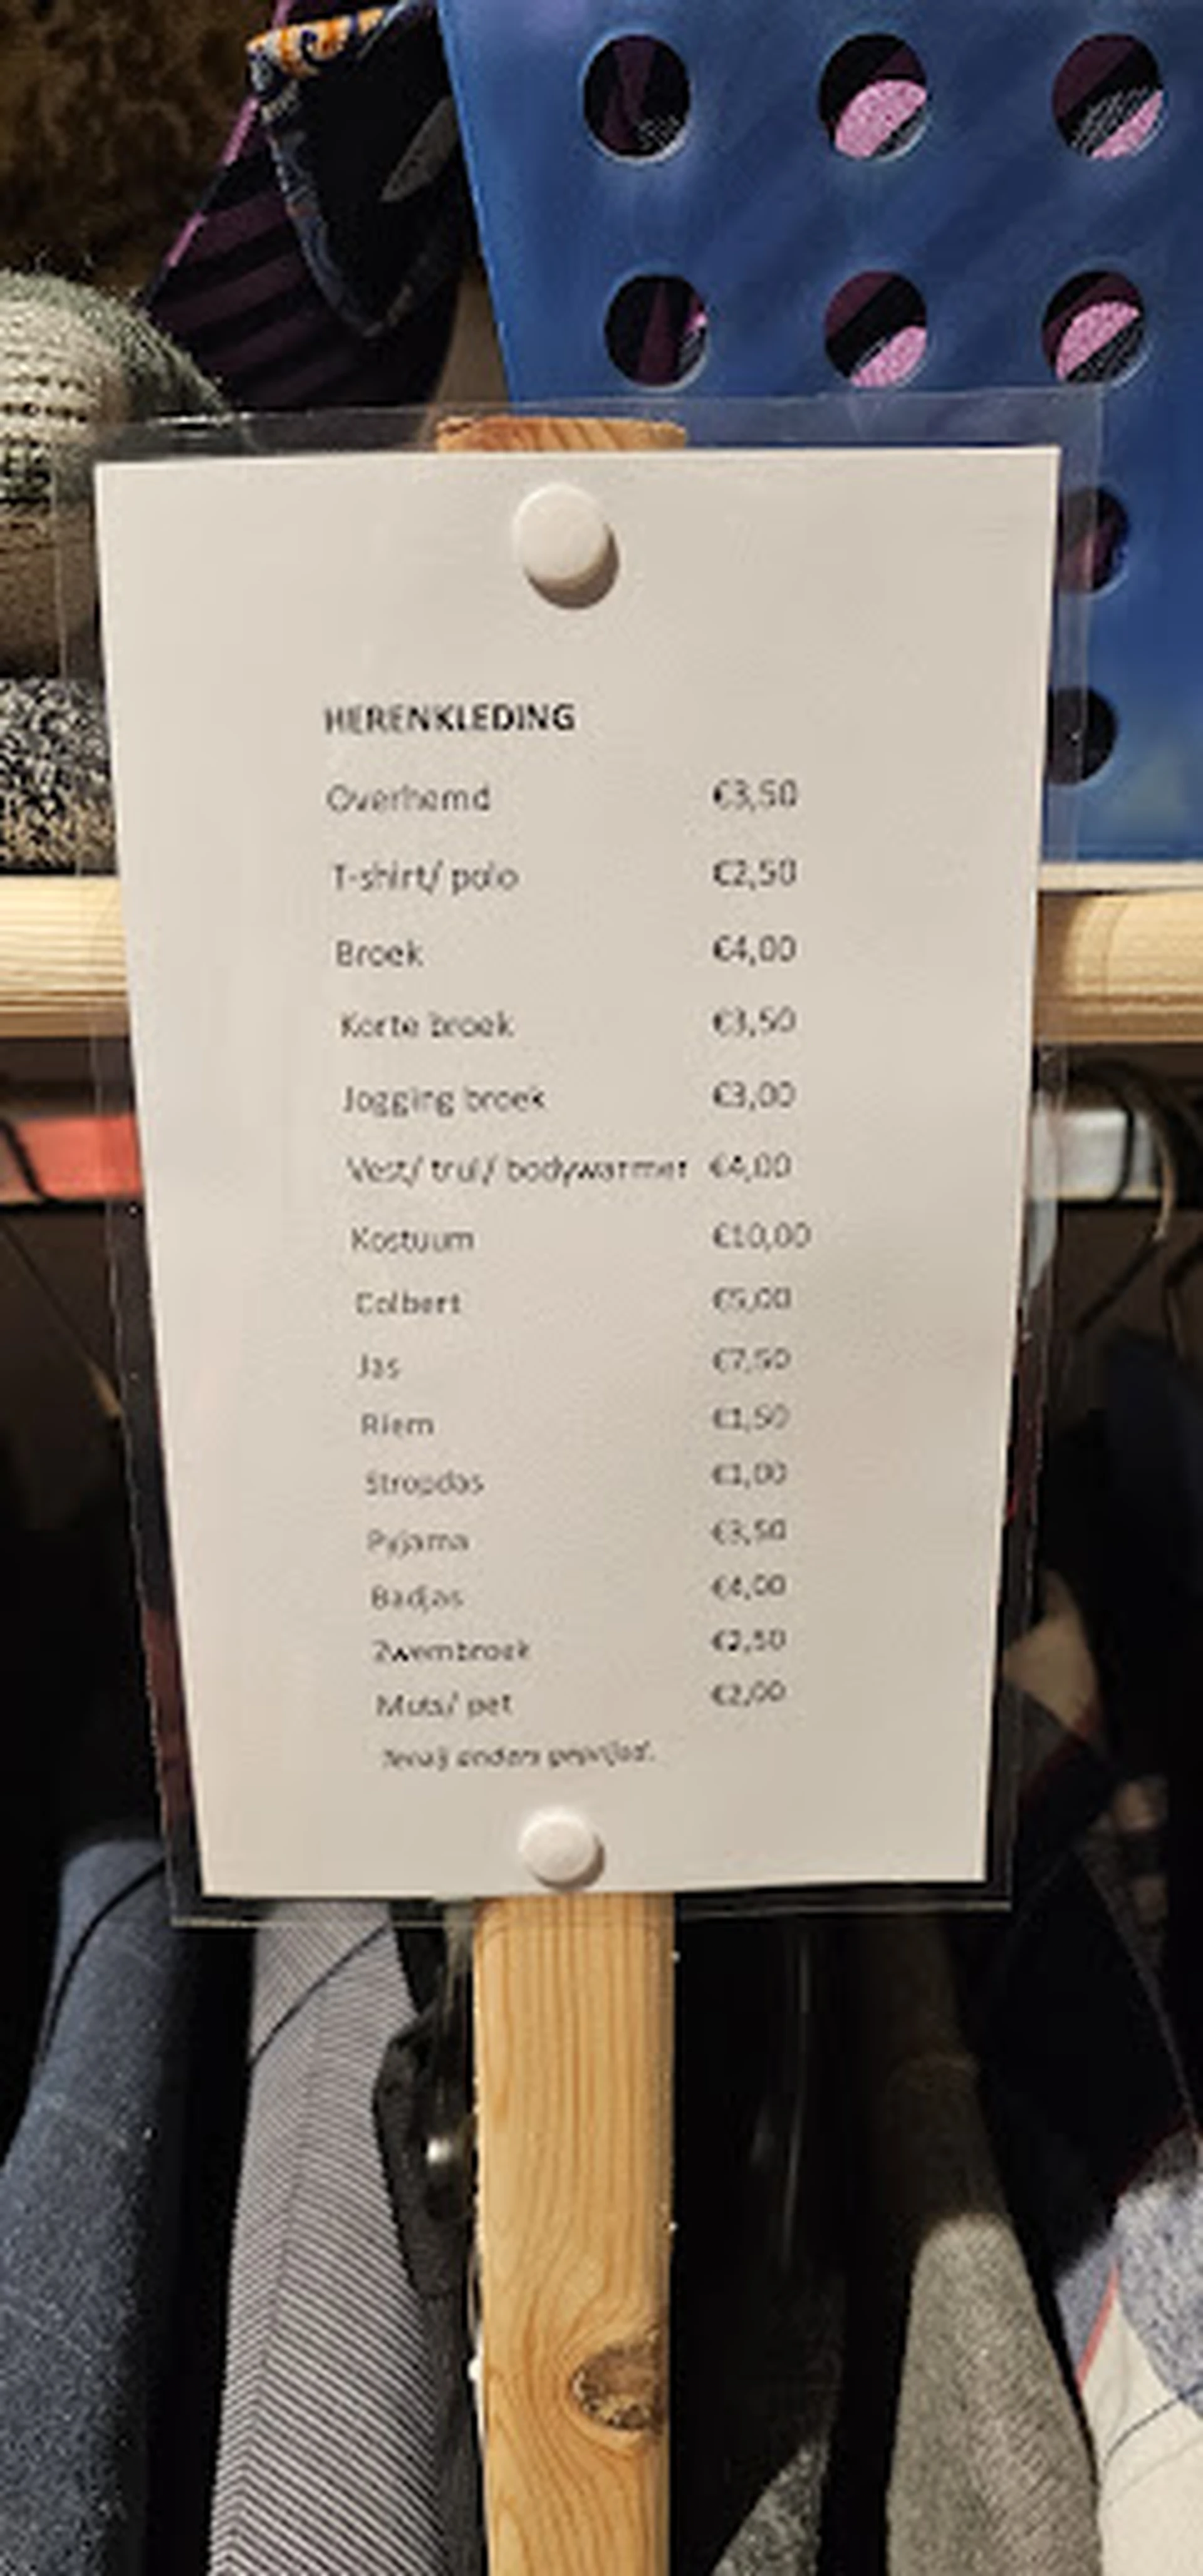 HERENKLEDING
Overhemd €3,50
T-shirt/ polo €2,50
Broek €4,00
Korte broek €3,50
Jogging broek €3,00
Vest/ trui/ bodywarmer €4,00
Kostuum €10,00
Colbert €5,00
Jas €7,50
Riem €1,50
Stropdas €1,00
Pyjama €3,50
Badjas €4,00
Zwembroek €2,50
Muts/ pet €2,00
Tenzij anders geprijsd.